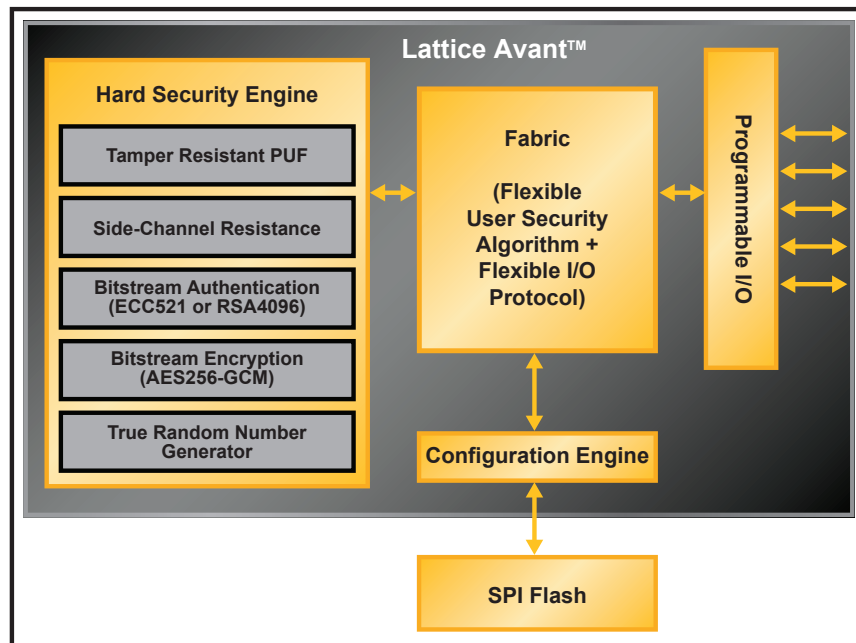 Lattice Avant™
Hard Security Engine
Tamper Resistant PUF
Side-Channel Resistance
Bitstream Authentication
(ECC521 or RSA4096)
Bitstream Encryption
(AES256-GCM)
True Random Number
Generator
Fabric
(Flexible
User Security
Algorithm +
Flexible I/O
Protocol)
Programmable I/O
Configuration Engine
SPI Flash